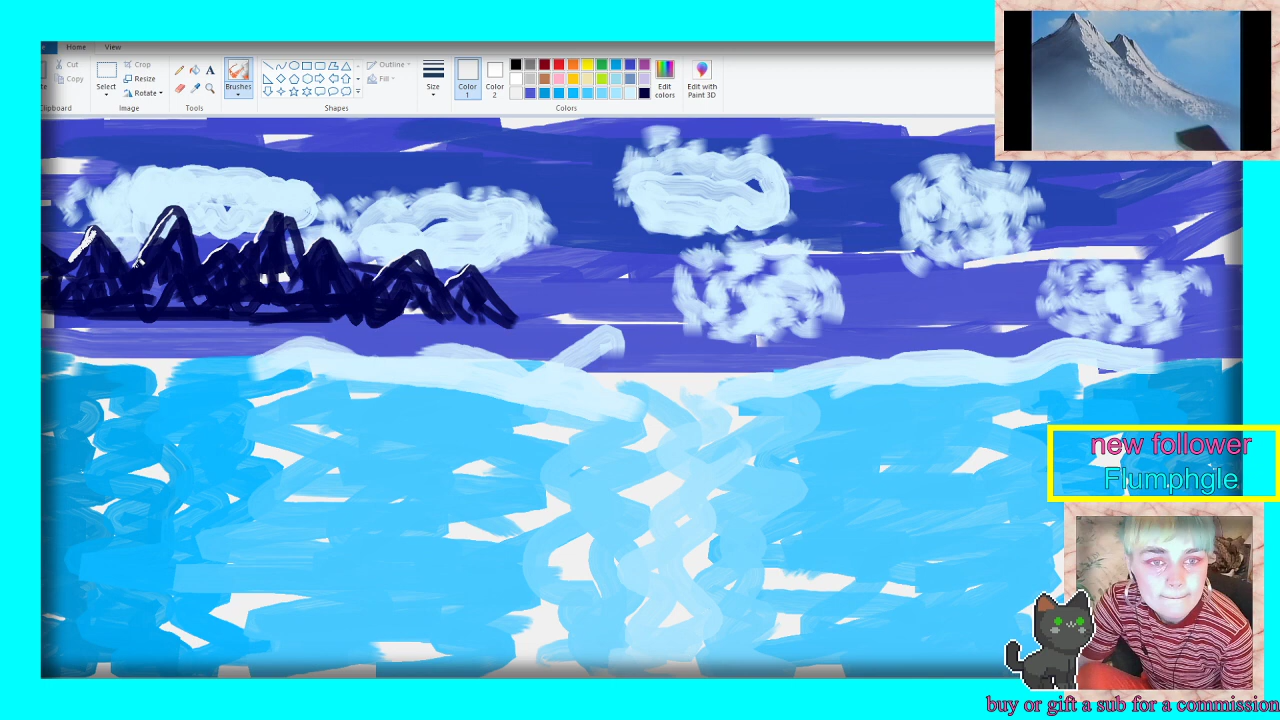 Home View
Cut
Copy
lipboard
Select
Crop
Resize
Rotate
Image
A
Tools
Brushes
Shapes
Outline
Fill
Size
Color
1
Color
2
Edit
colors
Colors
Edit with
Paint 3D
new follower
Flumphgle
buy or gift a sub for a commission